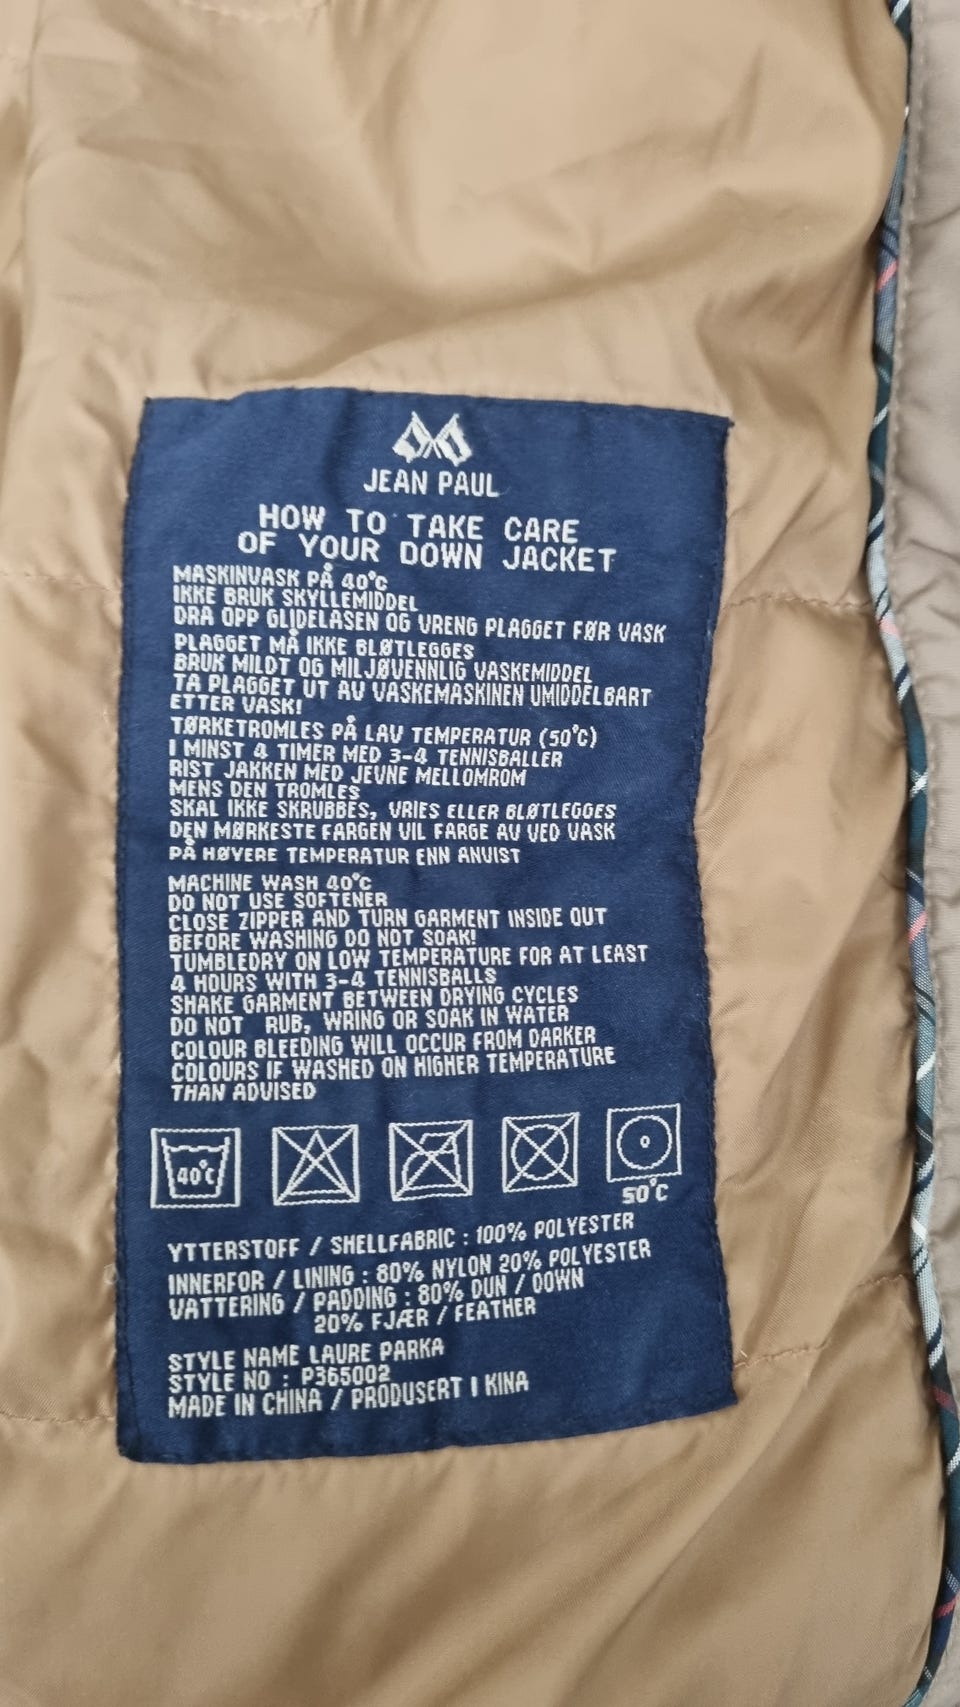 JEAN PAUL
HOW TO TAKE CARE
OF YOUR DOWN JACKET
MASKINVASK PÅ 40°C
IKKE BRUK SKYLLEMIDDEL
DRA OPP GLIDELÅSEN OG VRENG PLAGGET FØR VASK
PLAGGET MÅ IKKE BLØTLEGGES
BRUK MILDT OG MILJØVENNLIG VASKEMIDDEL
TA PLAGGET UT AV VASKEMASKINEN UMIDDELBART
ETTER VASK!
TØRKETROMLES PÅ LAV TEMPERATUR (50°C)
I MINST 4 TIMER MED 3-4 TENNISBALLER
RIST JAKKEN MED JEVNE MELLOMROM
MENS DEN TROMLES
SKAL IKKE SKRUBBES, VRIES ELLER BLØTLEGGES
DEN MØRKESTE FARGEN VIL FARGE AV VED VASK
PÅ HØYERE TEMPERATUR ENN ANVIST
MACHINE WASH 40°C
DO NOT USE SOFTENER
CLOSE ZIPPER AND TURN GARMENT INSIDE OUT
BEFORE WASHING DO NOT SOAK!
TUMBLEDRY ON LOW TEMPERATURE FOR AT LEAST
4 HOURS WITH 3-4 TENNISBALLS
SHAKE GARMENT BETWEEN DRYING CYCLES
DO NOT RUB, WRING OR SOAK IN WATER
COLOUR BLEEDING WILL OCCUR FROM DARKER
COLOURS IF WASHED ON HIGHER TEMPERATURE
THAN ADVISED
40°C
50°C
YTTERSTOFF / SHELLFABRIC : 100% POLYESTER
INNERFOR / LINING : 80% NYLON 20% POLYESTER
VATTERING / PADDING : 80% DUN / DOWN
20% FJÆR / FEATHER
STYLE NAME LAURE PARKA
STYLE NO : P365002
MADE IN CHINA / PRODUSERT I KINA